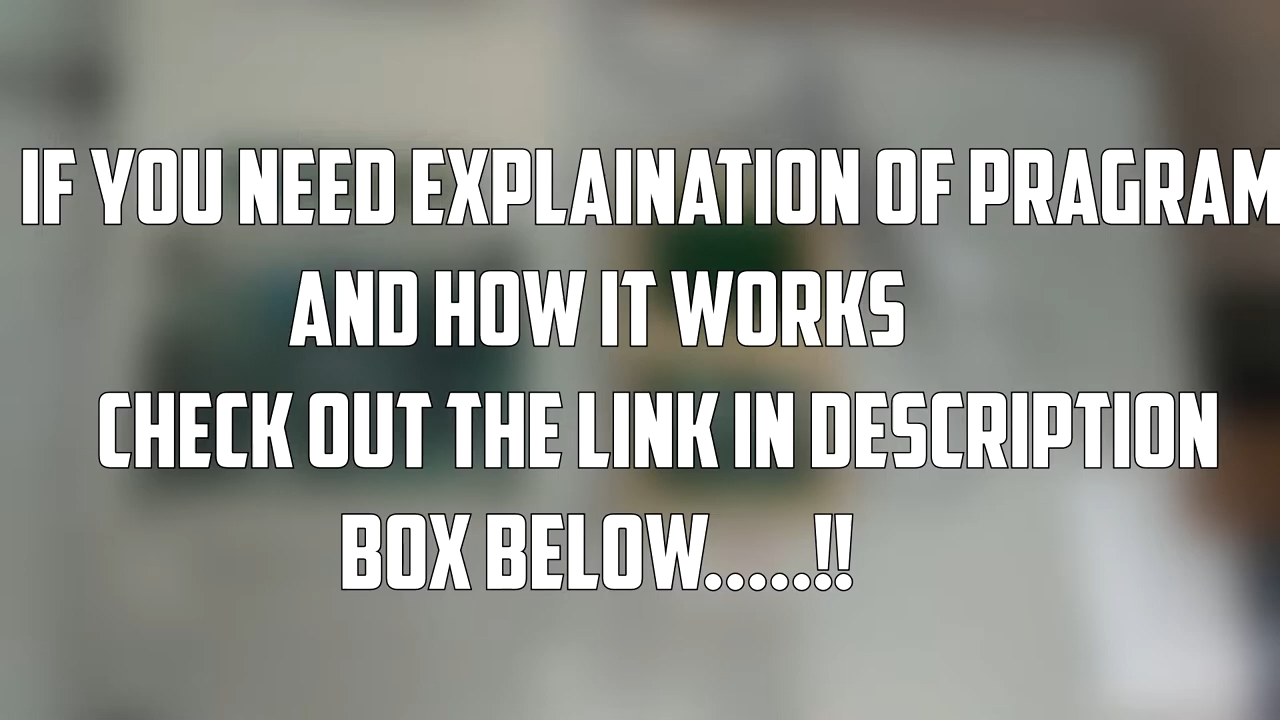 IF YOU NEED EXPLAINATION OF PRAGRAM
AND HOW IT WORKS
CHECK OUT THE LINK IN DESCRIPTION
BOX BELOW.....!!